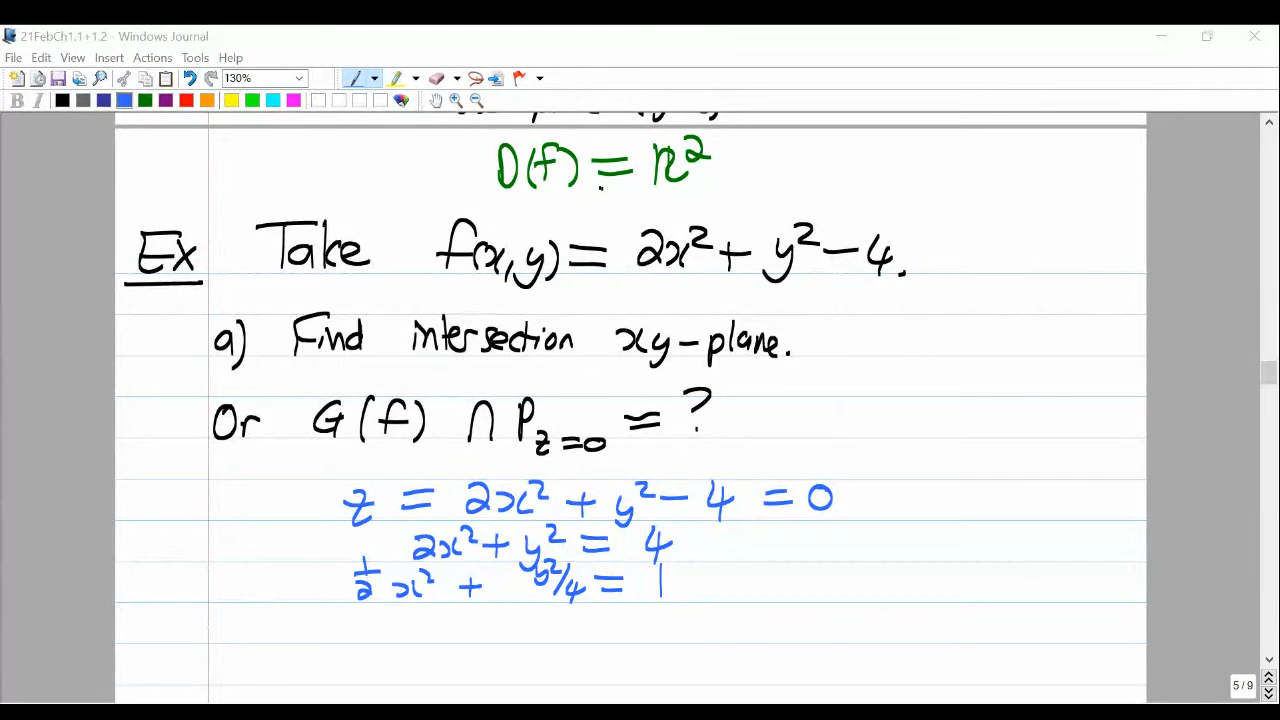 21FebCh1.1+1.2 - Windows Journal
File Edit View Insert Actions Tools Help
130%
B I
D(f) = ℝ²
Ex Take f(x,y) = 2x² + y² - 4.
a) Find intersection xy-plane.
Or G(f) ∩ P_{z=0} = ?
z = 2x² + y² - 4 = 0
2x² + y² = 4
1/2 x² + y²/4 = 1
5 / 9